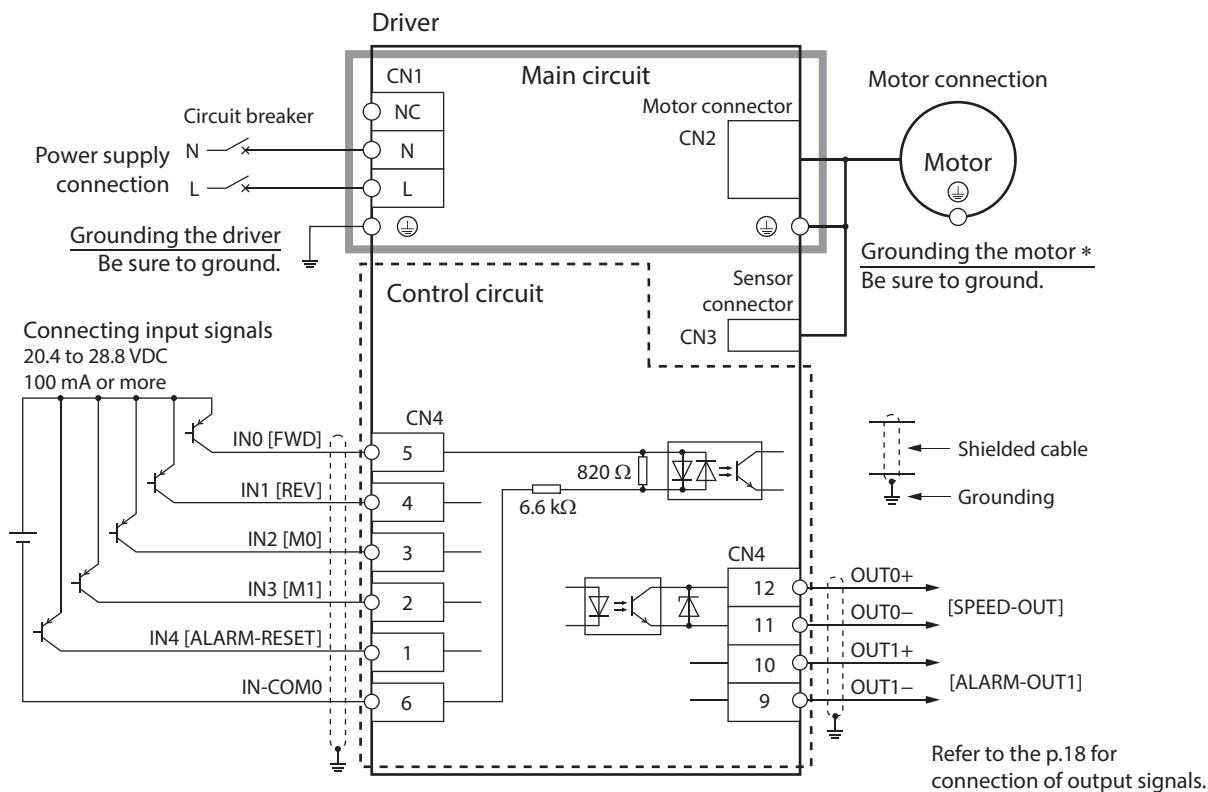 Driver
CN1
Main circuit
Motor connection
NC
Motor connector
Circuit breaker
CN2
Power supply
connection
N
N
Motor
L
L
Grounding the driver
Be sure to ground.
Grounding the motor *
Be sure to ground.
Control circuit
Sensor
connector
CN3
Connecting input signals
20.4 to 28.8 VDC
100 mA or more
CN4
IN0 [FWD]
5
820 Ω
Shielded cable
IN1 [REV]
4
6.6 kΩ
Grounding
IN2 [M0]
3
CN4
IN3 [M1]
2
12
OUT0+
11
OUT0−
[SPEED-OUT]
IN4 [ALARM-RESET]
1
10
OUT1+
IN-COM0
6
9
OUT1−
[ALARM-OUT1]
Refer to the p.18 for
connection of output signals.